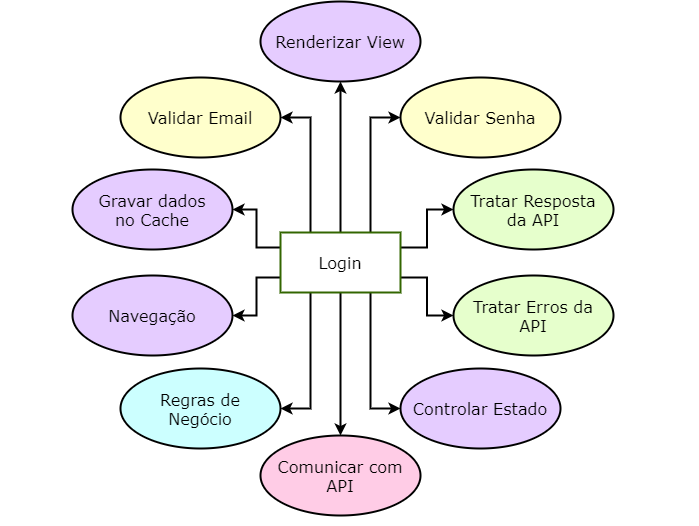 Renderizar View
Validar Email
Validar Senha
Gravar dados
no Cache
Tratar Resposta
da API
Login
Navegação
Tratar Erros da
API
Regras de
Negócio
Controlar Estado
Comunicar com
API